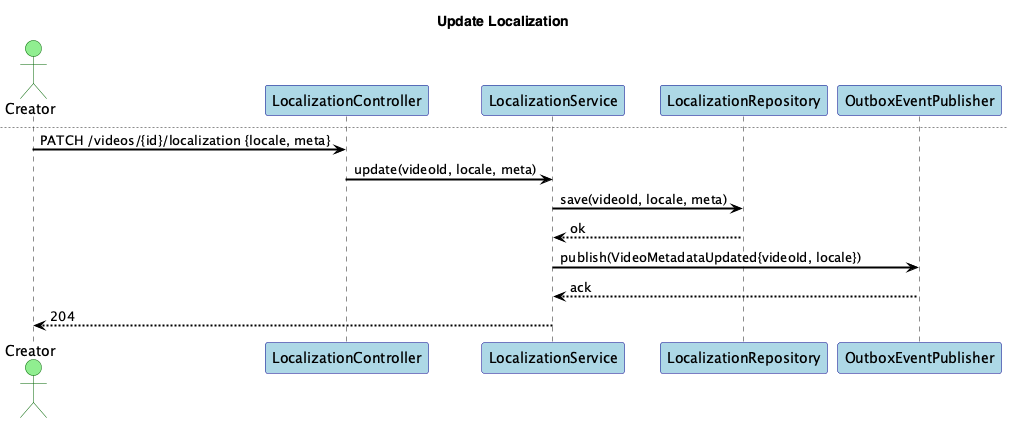 Update Localization
Creator
LocalizationController
LocalizationService
LocalizationRepository
OutboxEventPublisher
PATCH /videos/{id}/localization {locale, meta}
update(videoId, locale, meta)
save(videoId, locale, meta)
ok
publish(VideoMetadataUpdated{videoId, locale})
ack
204
Creator
LocalizationController
LocalizationService
LocalizationRepository
OutboxEventPublisher